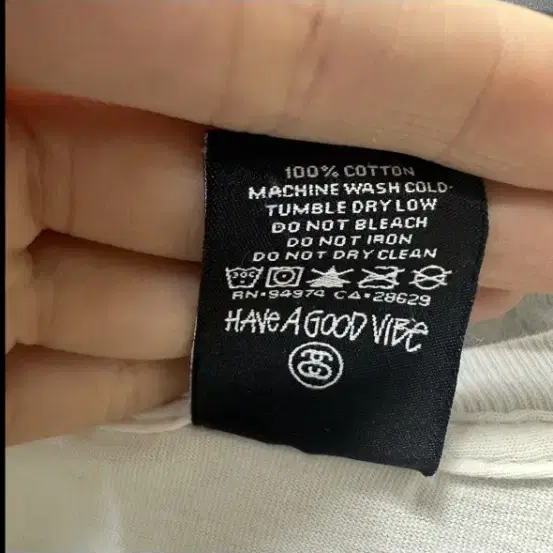 100% COTTON
MACHINE WASH COLD
TUMBLE DRY LOW
DO NOT BLEACH
DO NOT IRON
DO NOT DRY CLEAN
RN•94974 CA•28629
HAVE A GOOD VIBE